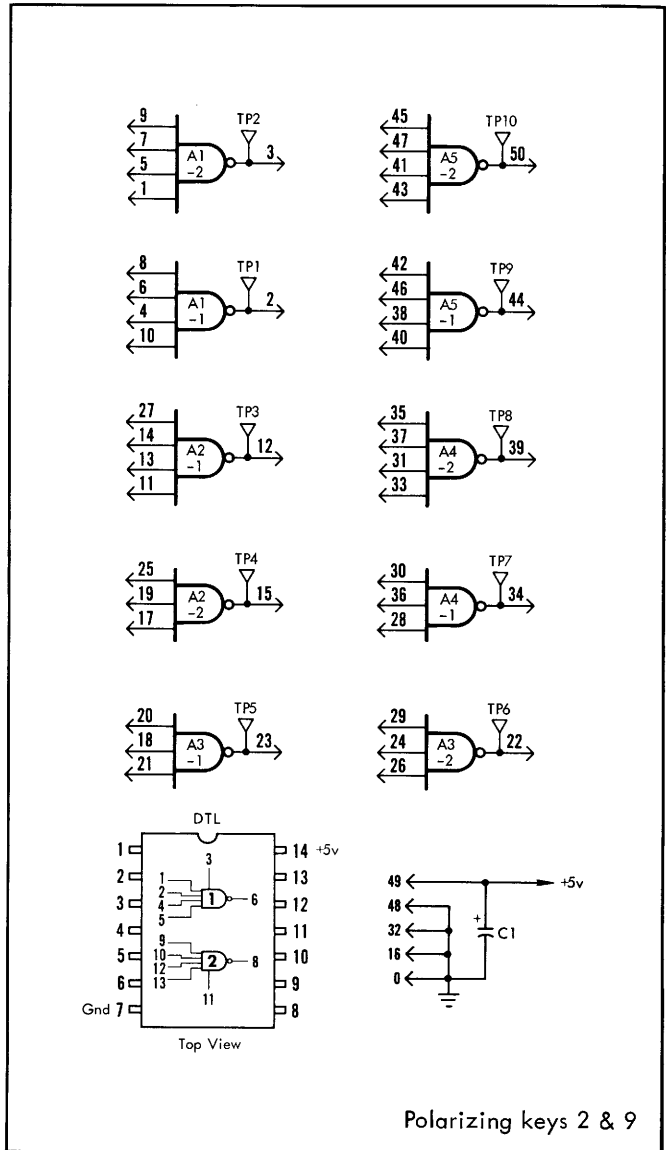 9 TP2 45 TP10
7 A1 3 47 A5 50
5 -2 41 -2
1 43
8 TP1 42 TP9
6 A1 2 46 A5 44
4 -1 38 -1
10 40
27 TP3 35 TP8
14 A2 12 37 A4 39
13 -1 31 -2
11 33
25 TP4 30 TP7
19 A2 15 36 A4 34
17 -2 28 -1
20 TP5 29 TP6
18 A3 23 24 A3 22
21 -1 26 -2
DTL
1 3 14 +5v
2 1 13
3 2 1 6 12
4 4 11
5 5 10
6 9 9
Gnd 7 10 2 8 8
12
13
11
Top View
49 +5v
48
32 + C1
16
0
Polarizing keys 2 & 9